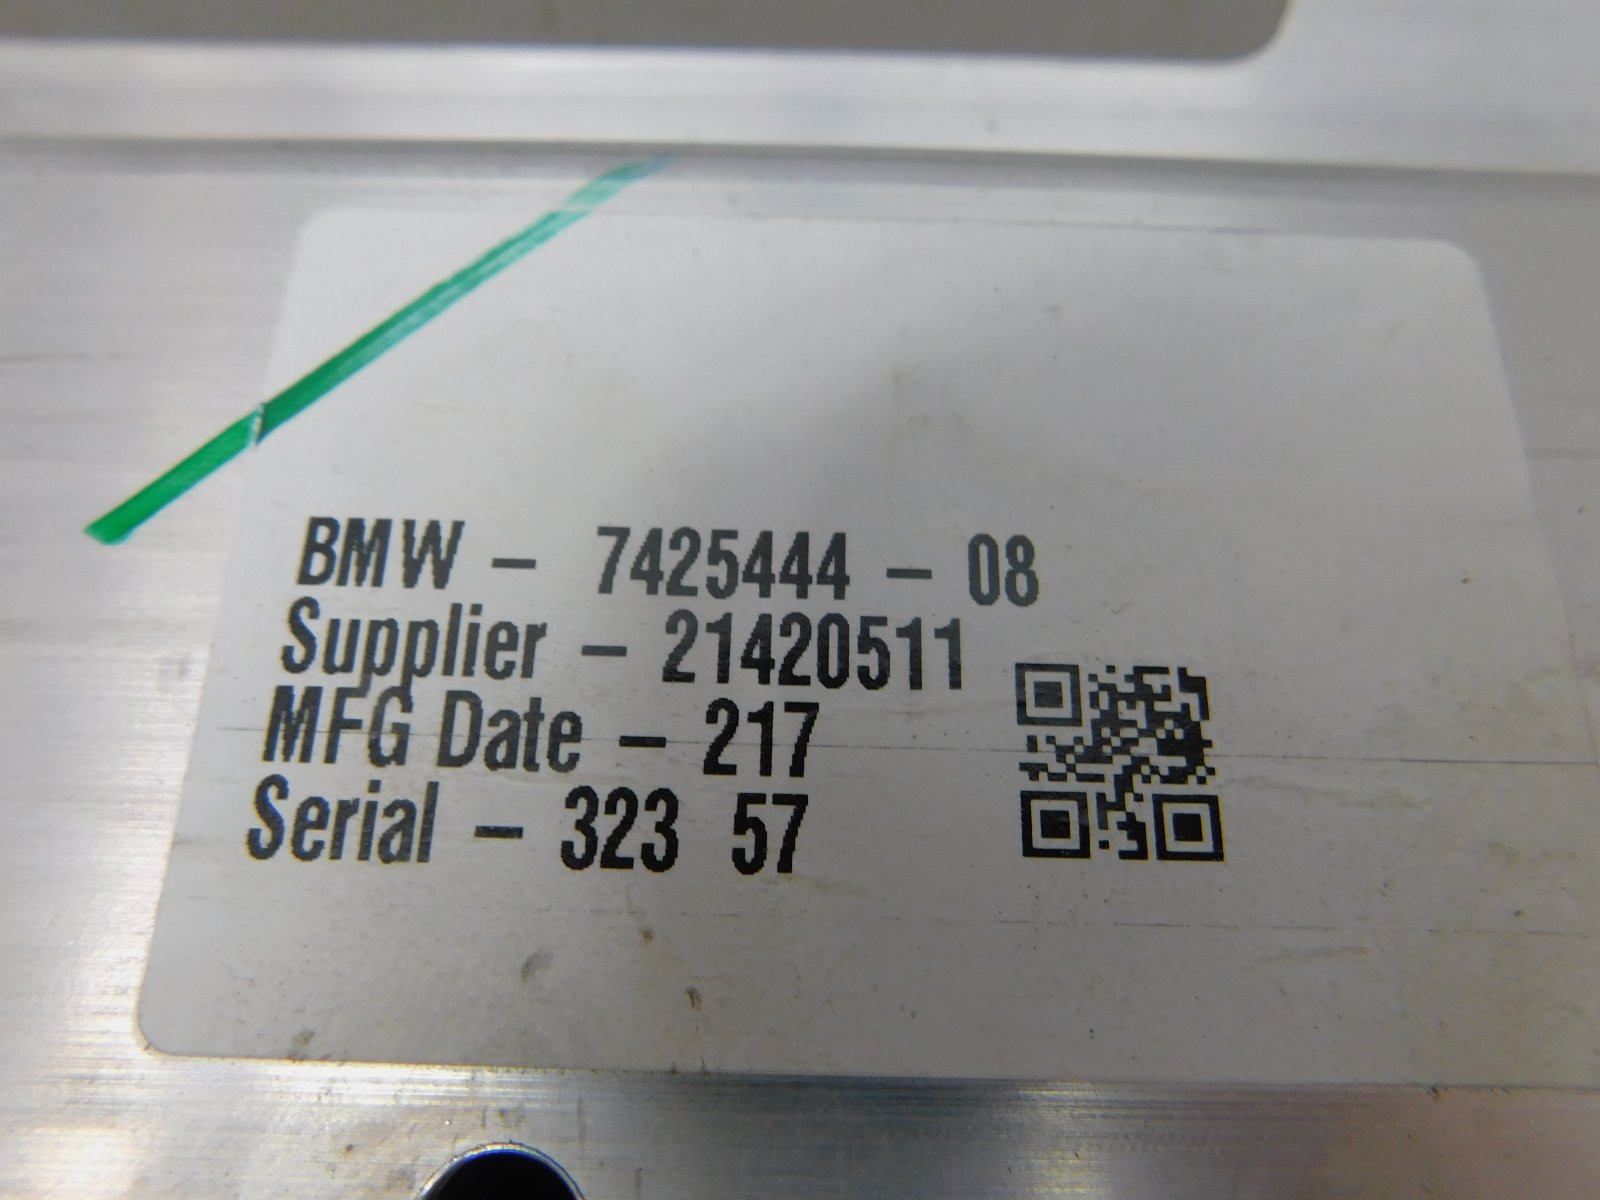 BMW - 7425444 - 08
Supplier - 21420511
MFG Date - 217
Serial - 323 57